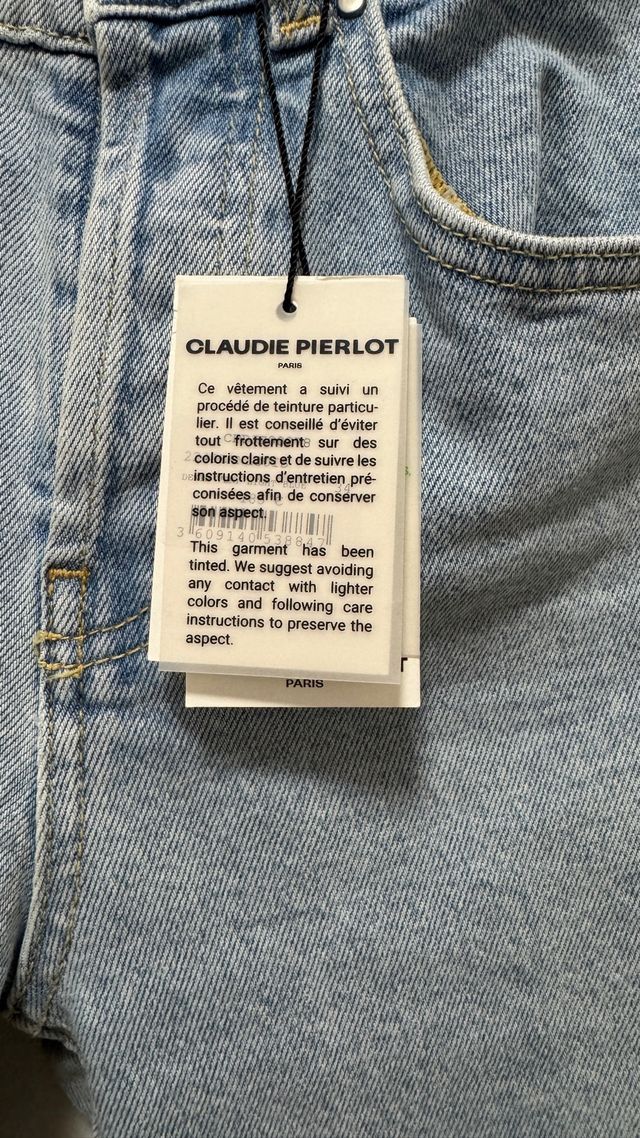 CLAUDIE PIERLOT
PARIS
Ce vêtement a suivi un
procédé de teinture particu-
lier. Il est conseillé d'éviter
tout frottement sur des
coloris clairs et de suivre les
instructions d'entretien pré-
conisées afin de conserver
son aspect.
3 609140 538847
This garment has been
tinted. We suggest avoiding
any contact with lighter
colors and following care
instructions to preserve the
aspect.
PARIS